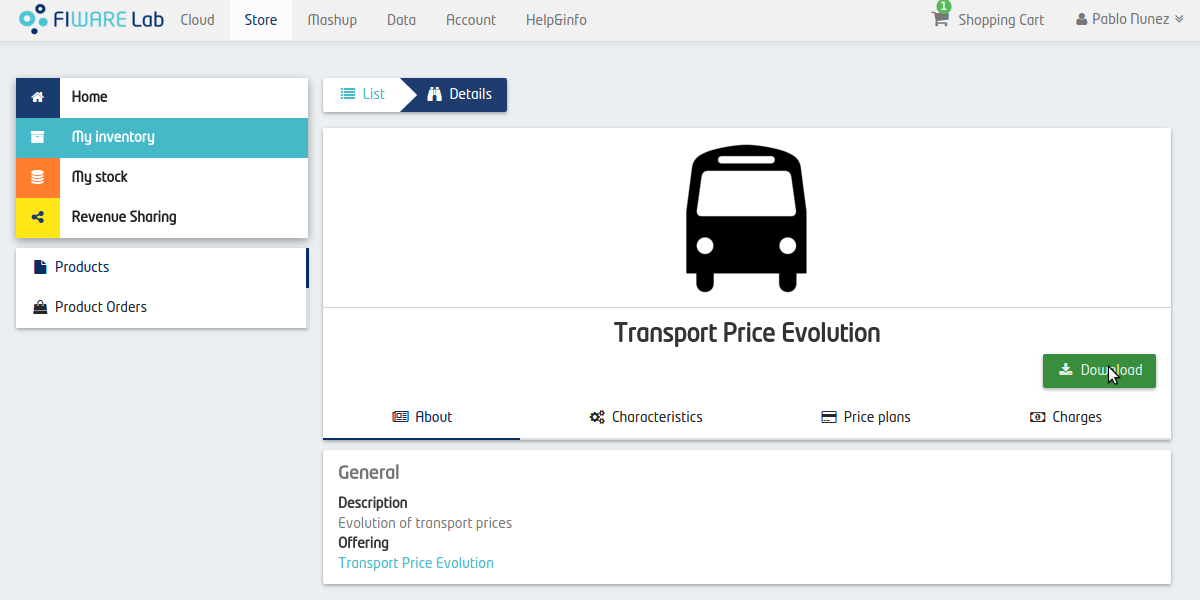 FIWARE Lab Cloud Store Mashup Data Account Help&info 1 Shopping Cart Pablo Nunez
Home
My inventory
My stock
Revenue Sharing
Products
Product Orders
List Details
Transport Price Evolution
Download
About Characteristics Price plans Charges
General
Description
Evolution of transport prices
Offering
Transport Price Evolution